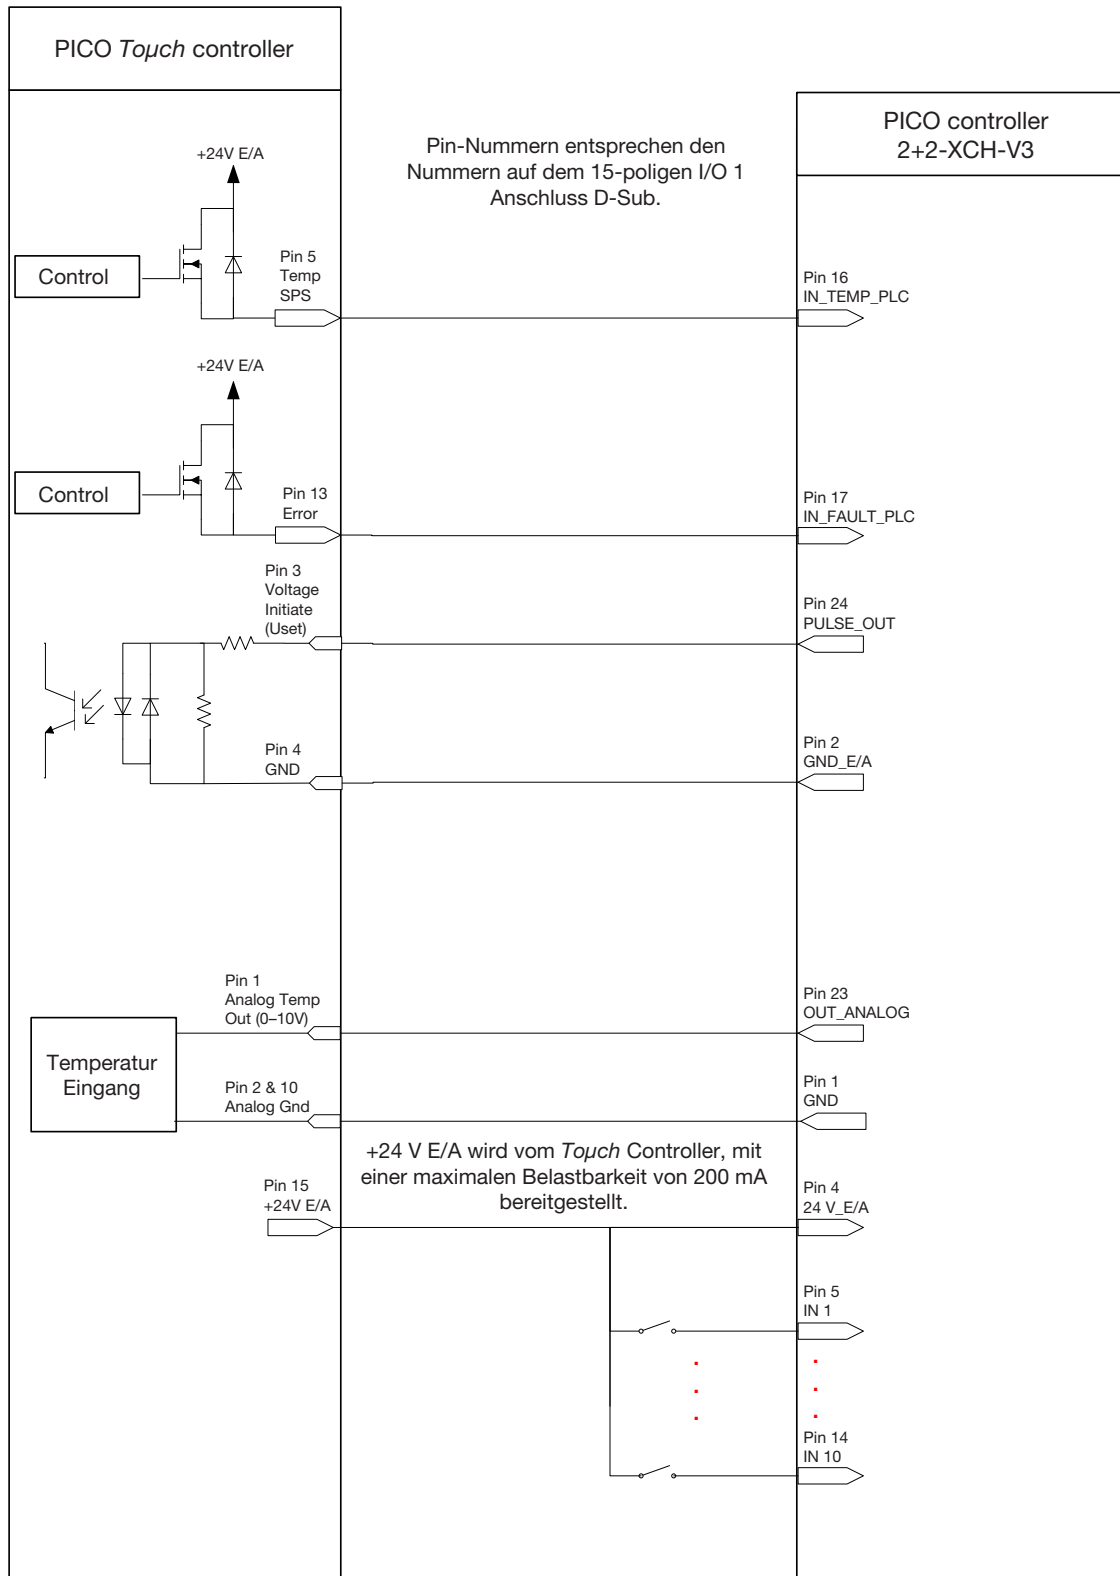 PICO Toµch controller
PICO controller
2+2-XCH-V3
Pin-Nummern entsprechen den
Nummern auf dem 15-poligen I/O 1
Anschluss D-Sub.
+24V E/A
Control
Pin 5
Temp
SPS
Pin 16
IN_TEMP_PLC
+24V E/A
Control
Pin 13
Error
Pin 17
IN_FAULT_PLC
Pin 3
Voltage
Initiate
(Uset)
Pin 24
PULSE_OUT
Pin 4
GND
Pin 2
GND_E/A
Pin 1
Analog Temp
Out (0–10V)
Pin 23
OUT_ANALOG
Temperatur
Eingang
Pin 2 & 10
Analog Gnd
Pin 1
GND
+24 V E/A wird vom Toµch Controller, mit
einer maximalen Belastbarkeit von 200 mA
bereitgestellt.
Pin 15
+24V E/A
Pin 4
24 V_E/A
Pin 5
IN 1
Pin 14
IN 10